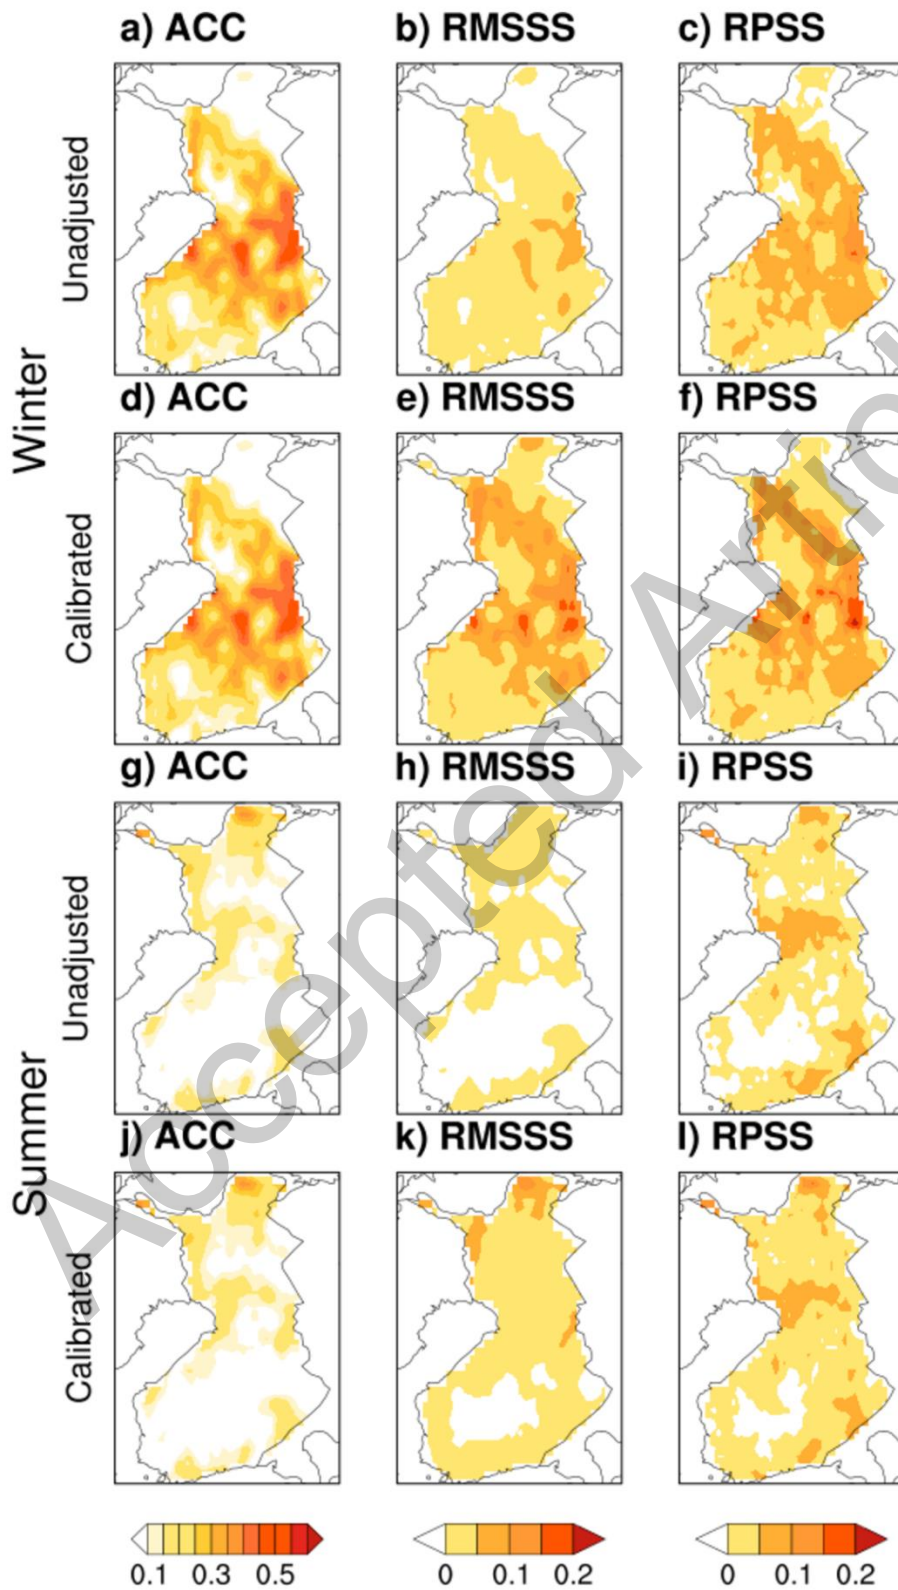 a) ACC b) RMSSS c) RPSS
Unadjusted
Winter
d) ACC e) RMSSS f) RPSS
Calibrated
g) ACC h) RMSSS i) RPSS
Unadjusted
Summer
j) ACC k) RMSSS l) RPSS
Calibrated
0.1 0.3 0.5 0 0.1 0.2 0 0.1 0.2
Accepted